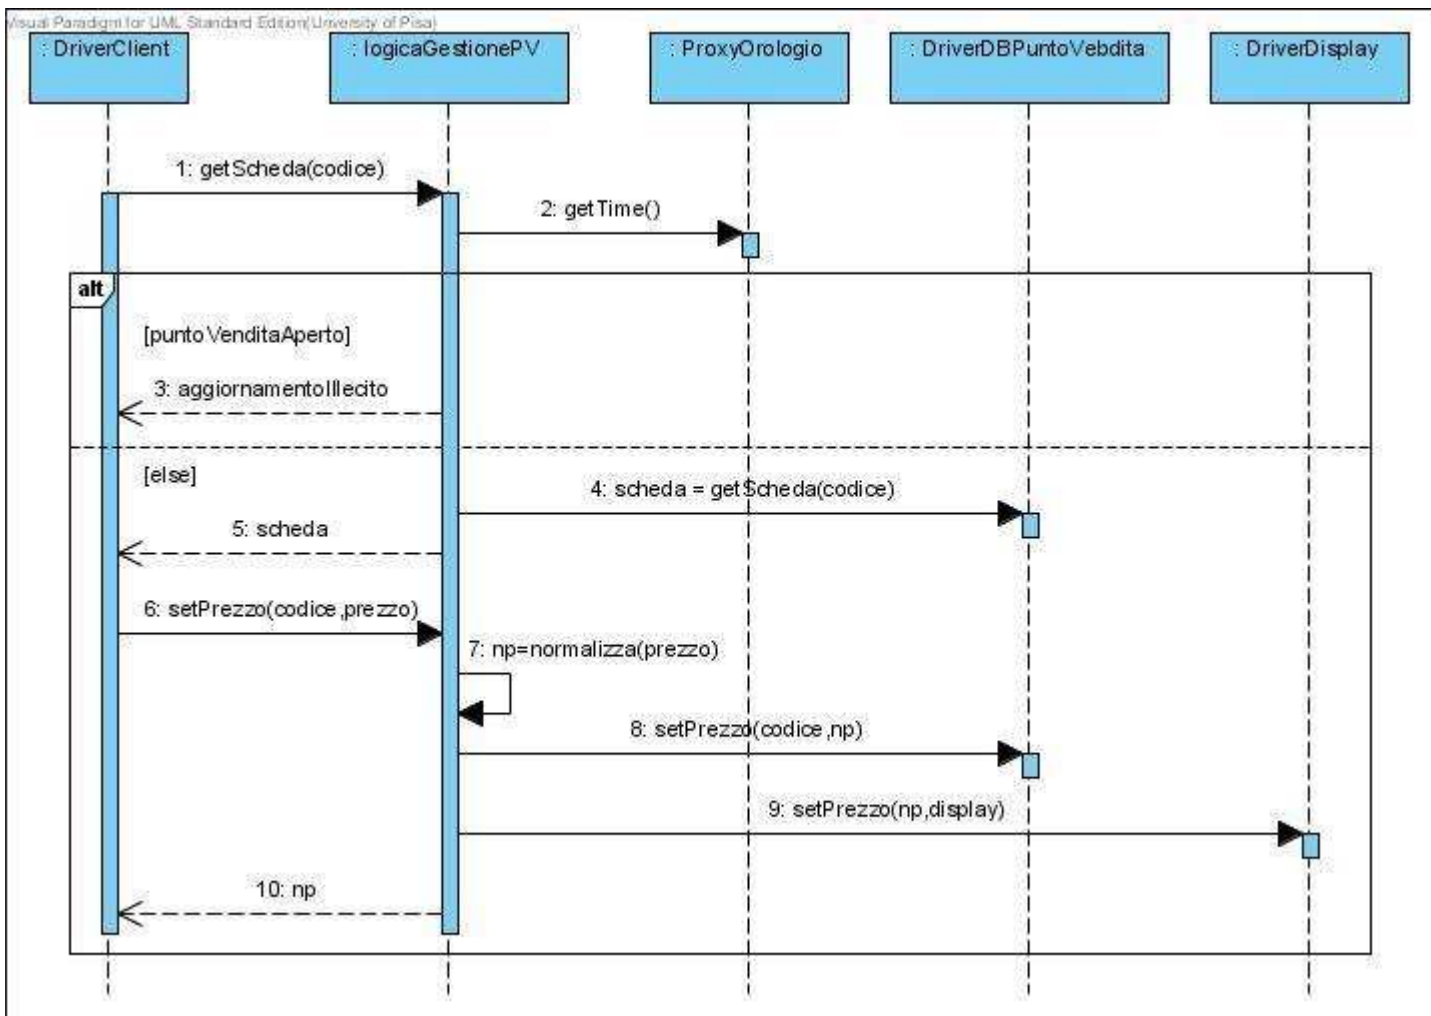 Visual Paradigm for UML Standard Edition(University of Pisa)
: DriverClient
: logicaGestionePV
: ProxyOrologio
: DriverDBPuntoVebdita
: DriverDisplay
1: getScheda(codice)
2: getTime()
alt
[puntoVenditaAperto]
3: aggiornamentoIllecito
[else]
4: scheda = getScheda(codice)
5: scheda
6: setPrezzo(codice,prezzo)
7: np=normalizza(prezzo)
8: setPrezzo(codice,np)
9: setPrezzo(np,display)
10: np